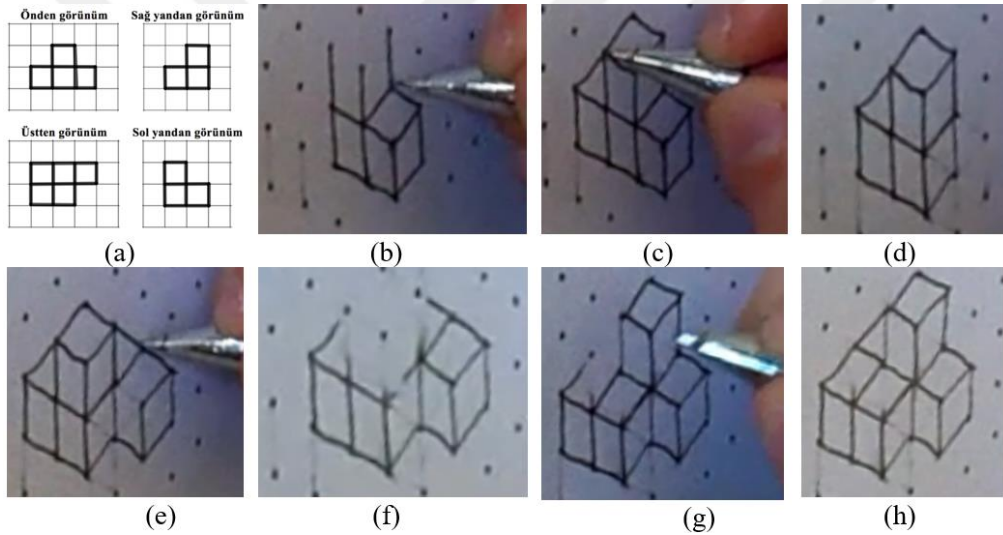 Önden görünüm
Sağ yandan görünüm
Üstten görünüm
Sol yandan görünüm
(a)
(b)
(c)
(d)
(e)
(f)
(g)
(h)